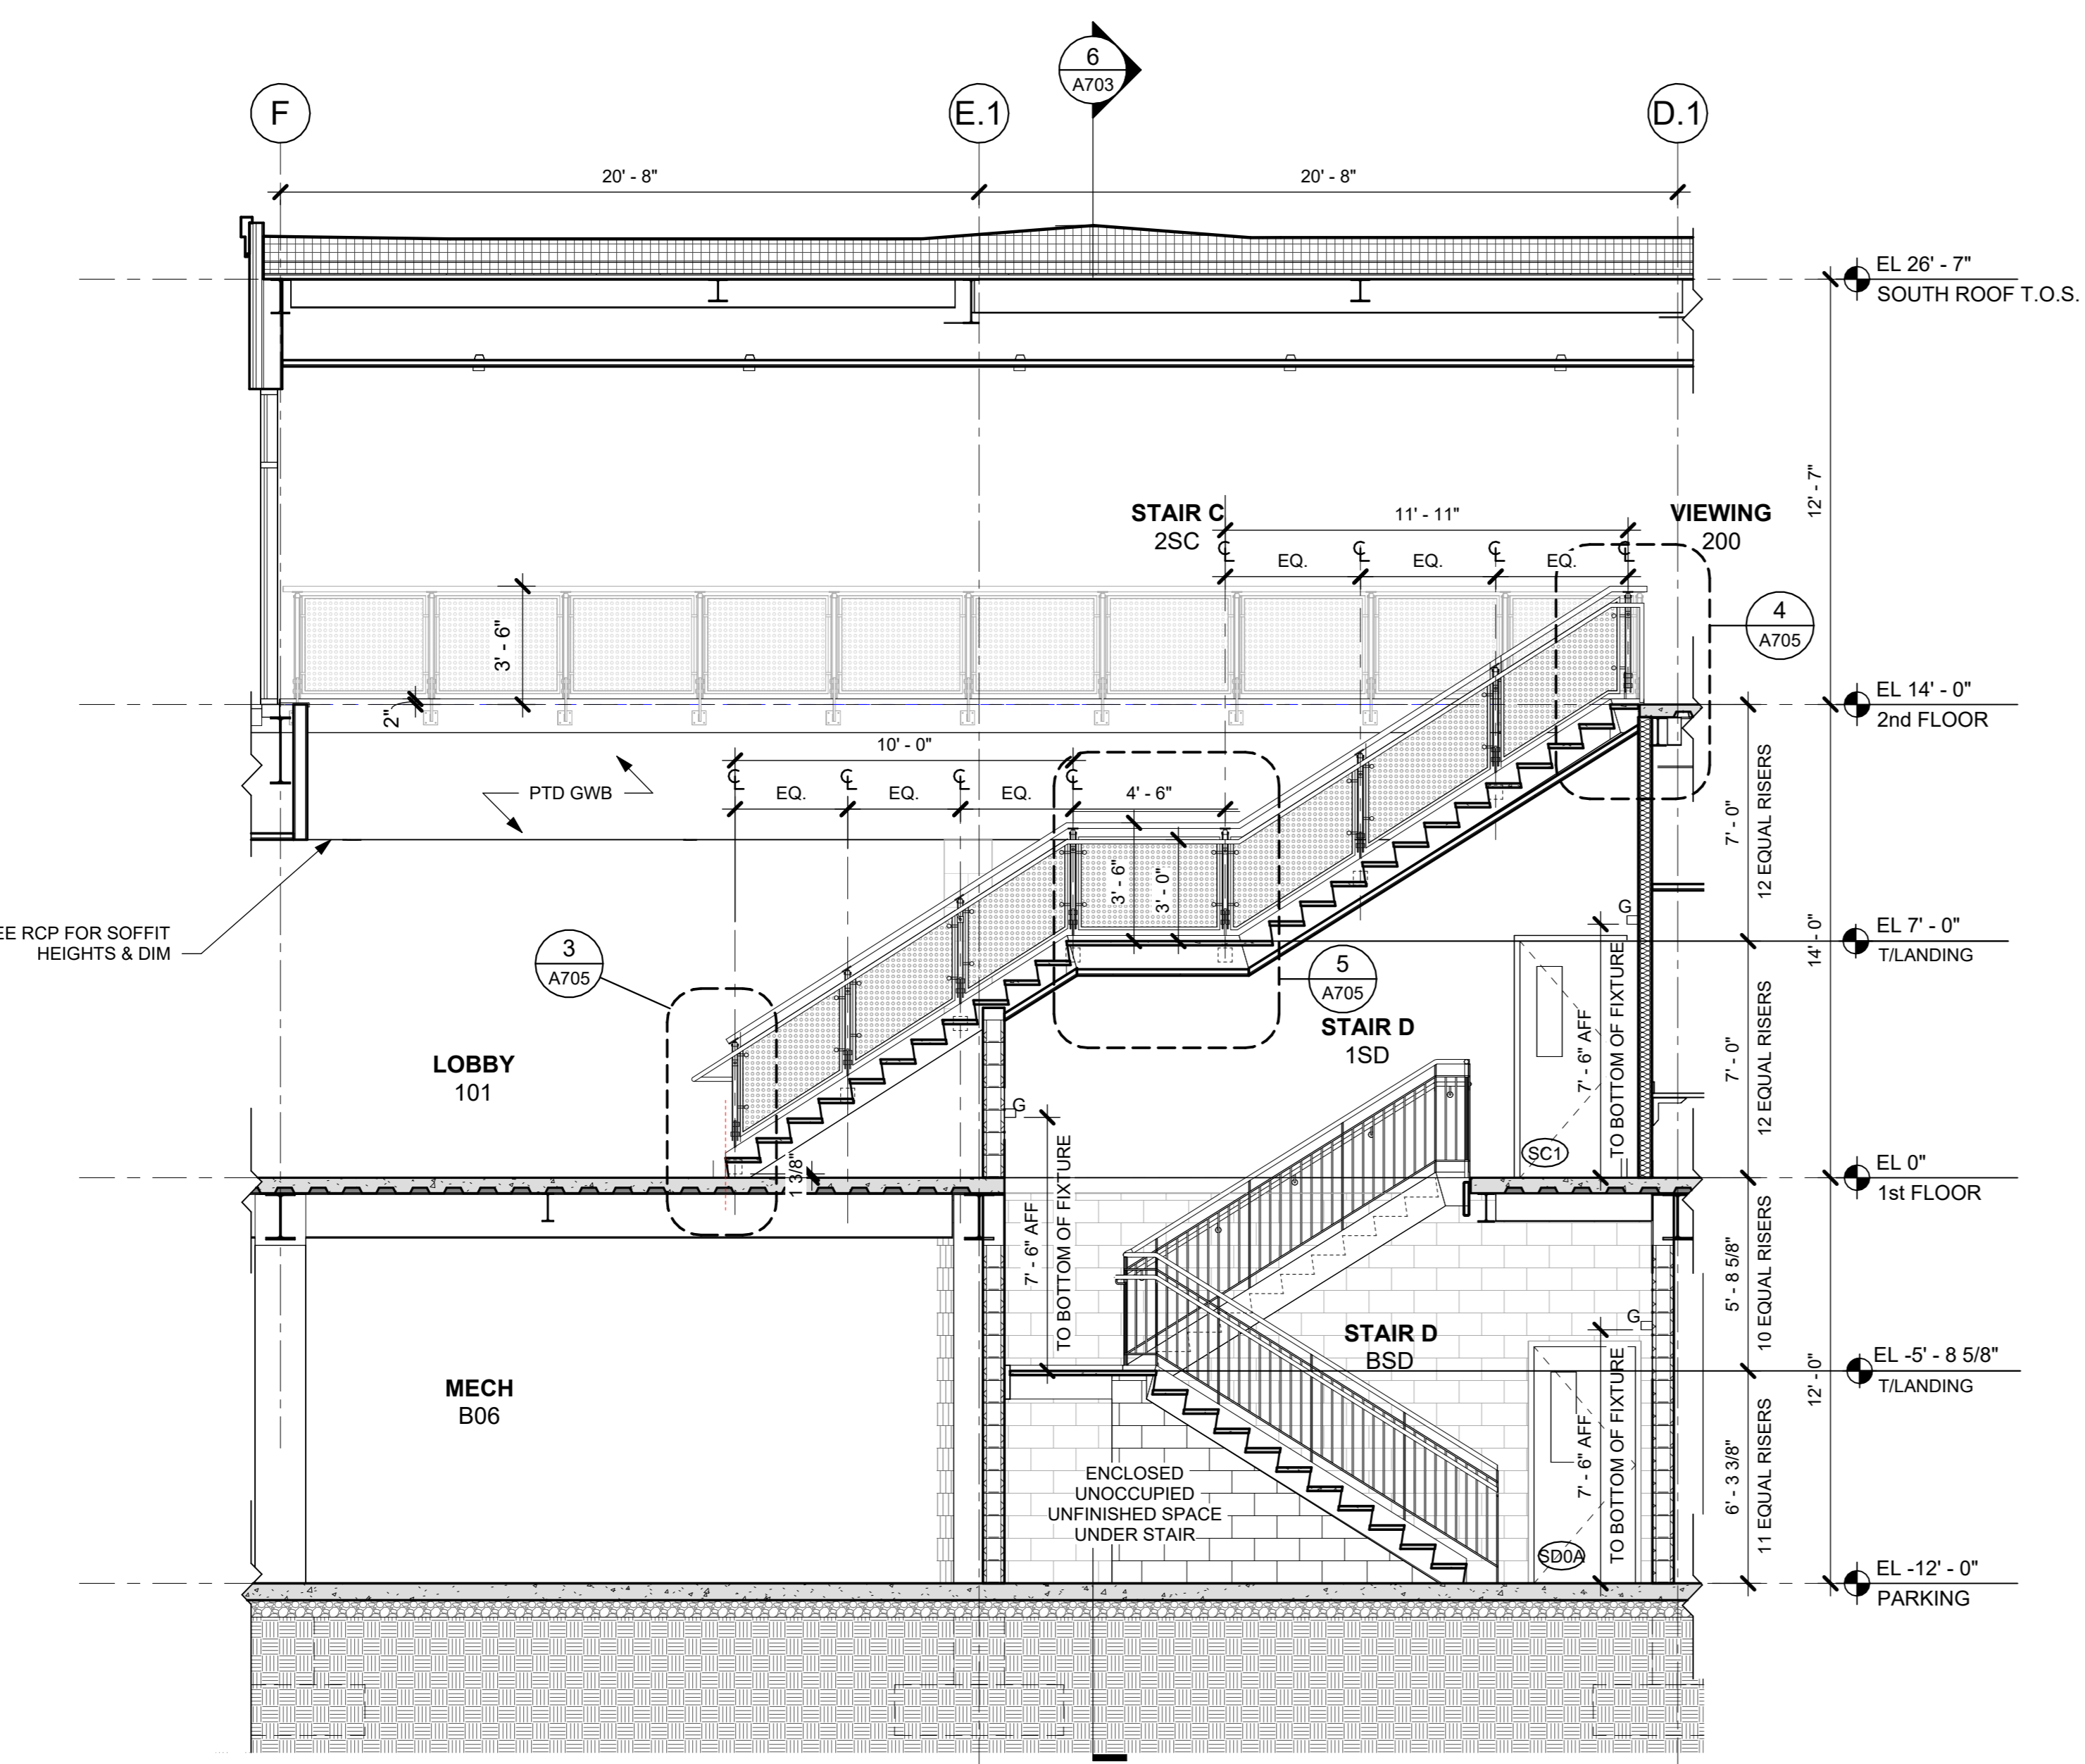 6
A703
F
E.1
D.1
20' - 8"
20' - 8"
EL 26' - 7"
SOUTH ROOF T.O.S.
12' - 7"
STAIR C
2SC
11' - 11"
VIEWING
200
℄
℄
℄
℄
EQ.
EQ.
EQ.
4
A705
3' - 6"
2"
EL 14' - 0"
2nd FLOOR
10' - 0"
℄
℄
℄
℄
EQ.
EQ.
EQ.
4' - 6"
PTD GWB
3' - 6"
3' - 0"
7' - 0"
12 EQUAL RISERS
RCP FOR SOFFIT
HEIGHTS & DIM
3
A705
5
A705
G
EL 7' - 0"
T/LANDING
14' - 0"
STAIR D
1SD
7' - 6" AFF
TO BOTTOM OF FIXTURE
7' - 0"
12 EQUAL RISERS
LOBBY
101
G
SC1
1 3/8"
EL 0"
1st FLOOR
7' - 6" AFF
TO BOTTOM OF FIXTURE
5' - 8 5/8"
10 EQUAL RISERS
G
STAIR D
BSD
EL -5' - 8 5/8"
T/LANDING
12' - 0"
MECH
B06
7' - 6" AFF
TO BOTTOM OF FIXTURE
6' - 3 3/8"
11 EQUAL RISERS
ENCLOSED
UNOCCUPIED
UNFINISHED SPACE
UNDER STAIR
SD0A
EL -12' - 0"
PARKING